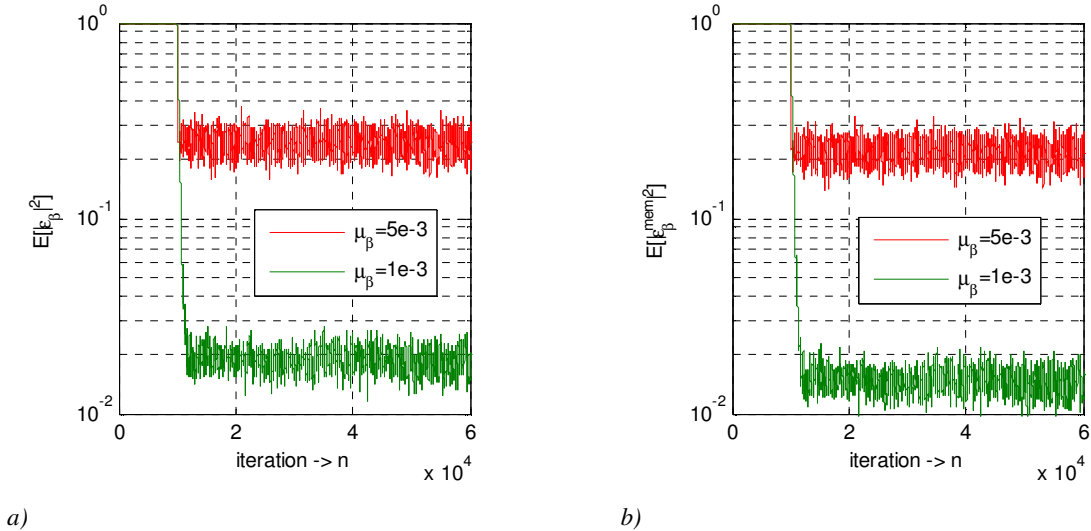 10^0
10^-1
10^-2
E[|ε_β|^2]
μ_β=5e-3
μ_β=1e-3
0 2 4 6
iteration -> n
x 10^4
a)
10^0
10^-1
10^-2
E[|ε_β^mem|^2]
μ_β=5e-3
μ_β=1e-3
0 2 4 6
iteration -> n
x 10^4
b)